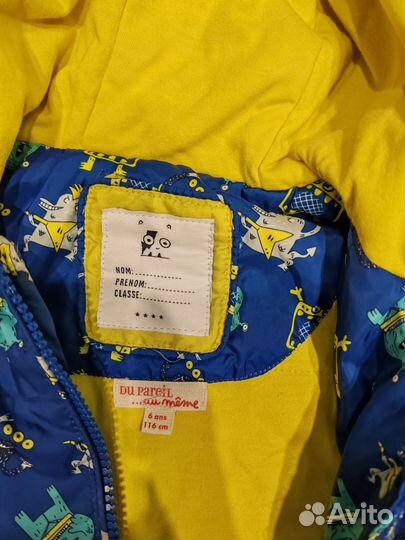 NOM:
PRENOM:
CLASSE:
DU PAREIL
...au même
6 ans
116 cm
Avito